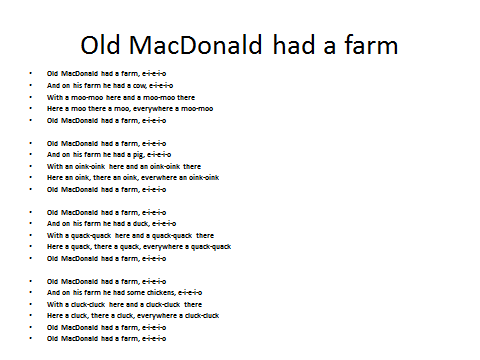 Old MacDonald had a farm
• Old MacDonald had a farm, e-i-e-i-o
• And on his farm he had a cow, e-i-e-i-o
• With a moo-moo here and a moo-moo there
• Here a moo there a moo, everywhere a moo-moo
• Old MacDonald had a farm, e-i-e-i-o
• Old MacDonald had a farm, e-i-e-i-o
• And on his farm he had a pig, e-i-e-i-o
• With an oink-oink here and an oink-oink there
• Here an oink, there an oink, everwhere an oink-oink
• Old MacDonald had a farm, e-i-e-i-o
• Old MacDonald had a farm, e-i-e-i-o
• And on his farm he had a duck, e-i-e-i-o
• With a quack-quack here and a quack-quack there
• Here a quack, there a quack, everywhere a quack-quack
• Old MacDonald had a farm, e-i-e-i-o
• Old MacDonald had a farm, e-i-e-i-o
• And on his farm he had some chickens, e-i-e-i-o
• With a cluck-cluck here and a cluck-cluck there
• Here a cluck, there a cluck, everywhere a cluck-cluck
• Old MacDonald had a farm, e-i-e-i-o
• Old MacDonald had a farm, e-i-e-i-o